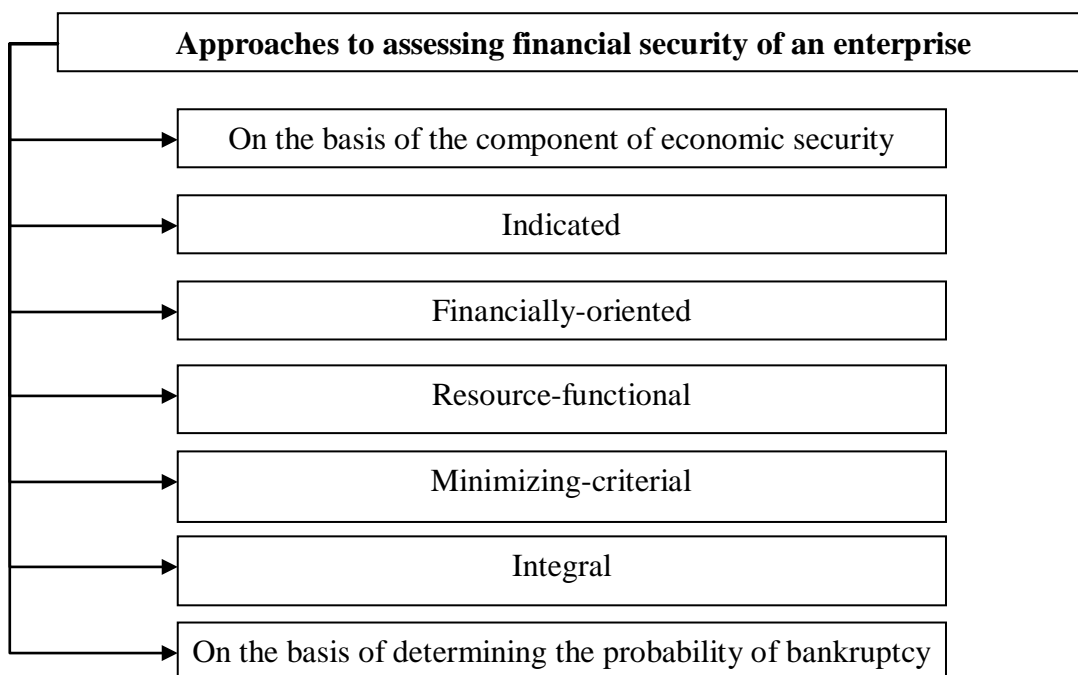 Approaches to assessing financial security of an enterprise
On the basis of the component of economic security
Indicated
Financially-oriented
Resource-functional
Minimizing-criterial
Integral
On the basis of determining the probability of bankruptcy